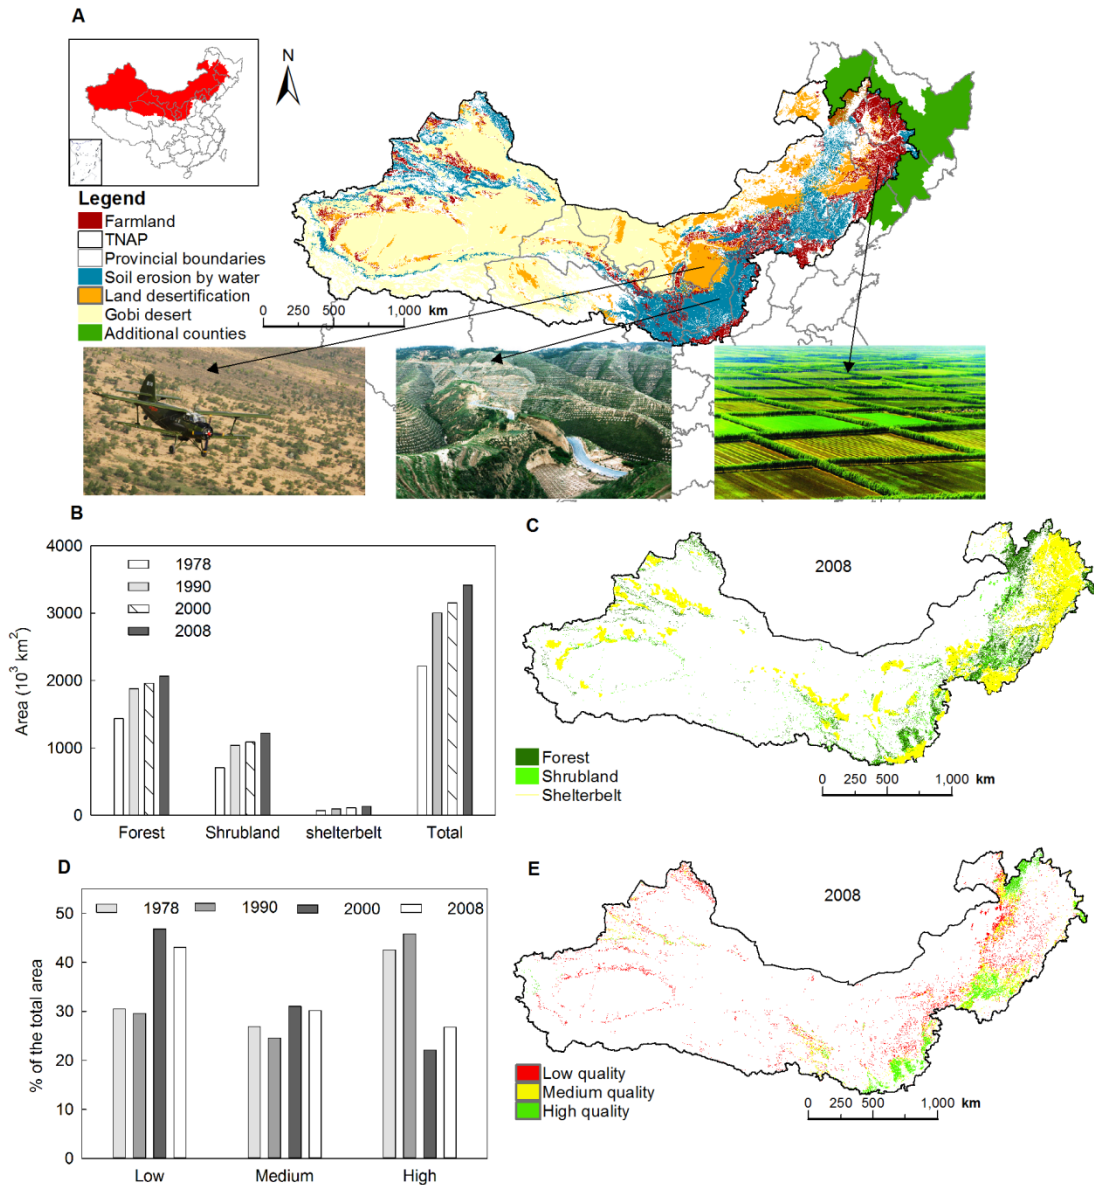 A
N
Legend
Farmland
TNAP
Provincial boundaries
Soil erosion by water
Land desertification
Gobi desert
Additional counties
0 250 500 1,000 km
B
4000
3000
2000
1000
0
Area (10³ km²)
1978
1990
2000
2008
Forest Shrubland shelterbelt Total
C
2008
Forest
Shrubland
Shelterbelt
0 250 500 1,000 km
D
50
40
30
20
10
0
% of the total area
1978 1990 2000 2008
Low Medium High
E
2008
Low quality
Medium quality
High quality
0 250 500 1,000 km